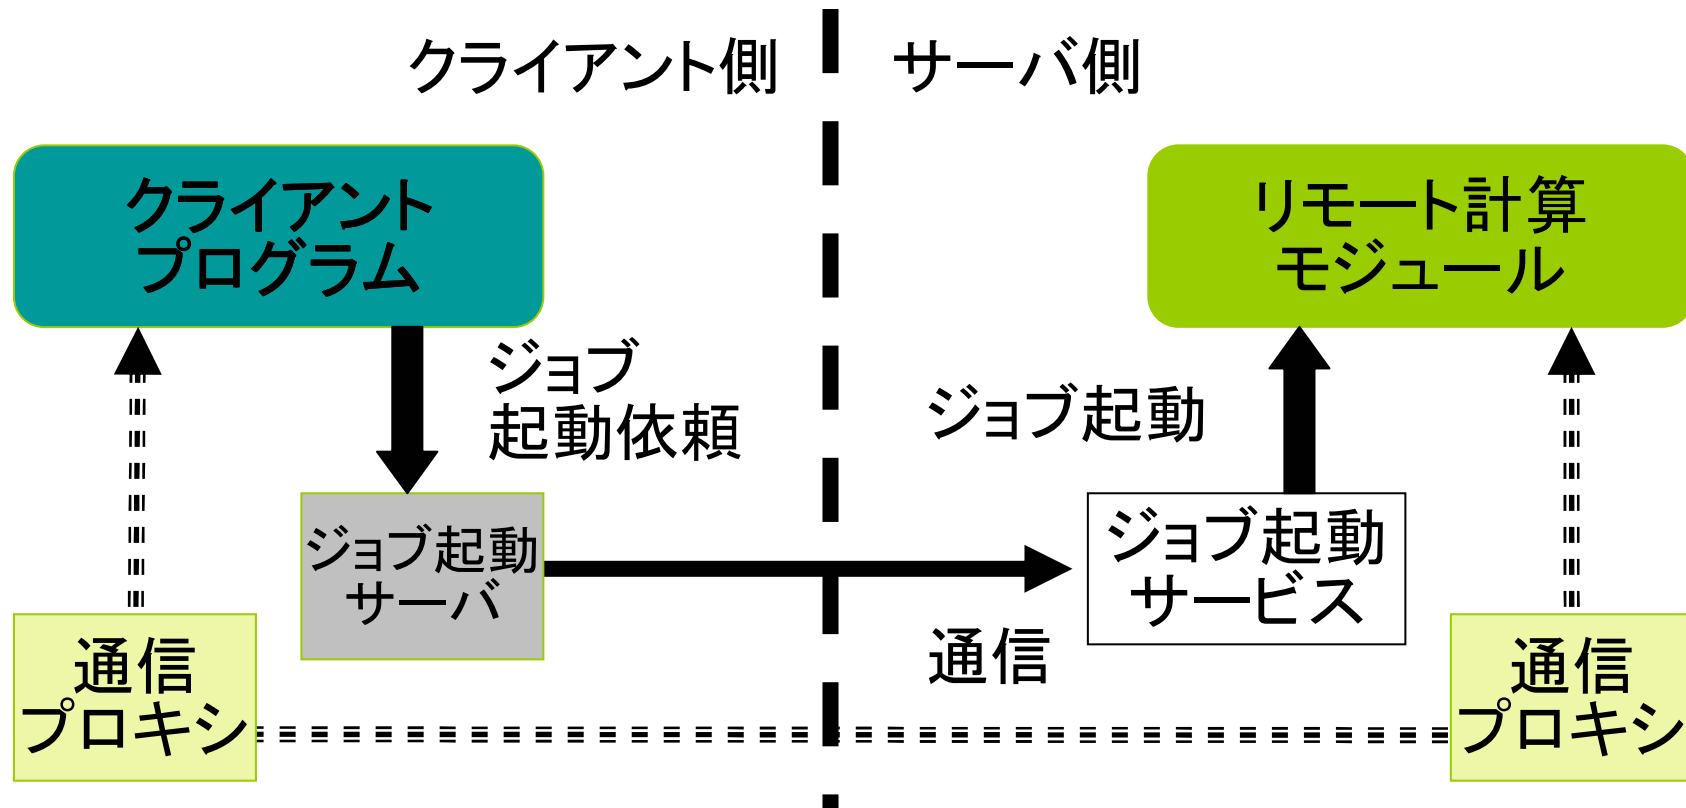 クライアント側
サーバ側
クライアント
プログラム
リモート計算
モジュール
ジョブ
起動依頼
ジョブ起動
ジョブ起動
サーバ
ジョブ起動
サービス
通信
通信
プロキシ
通信
プロキシ